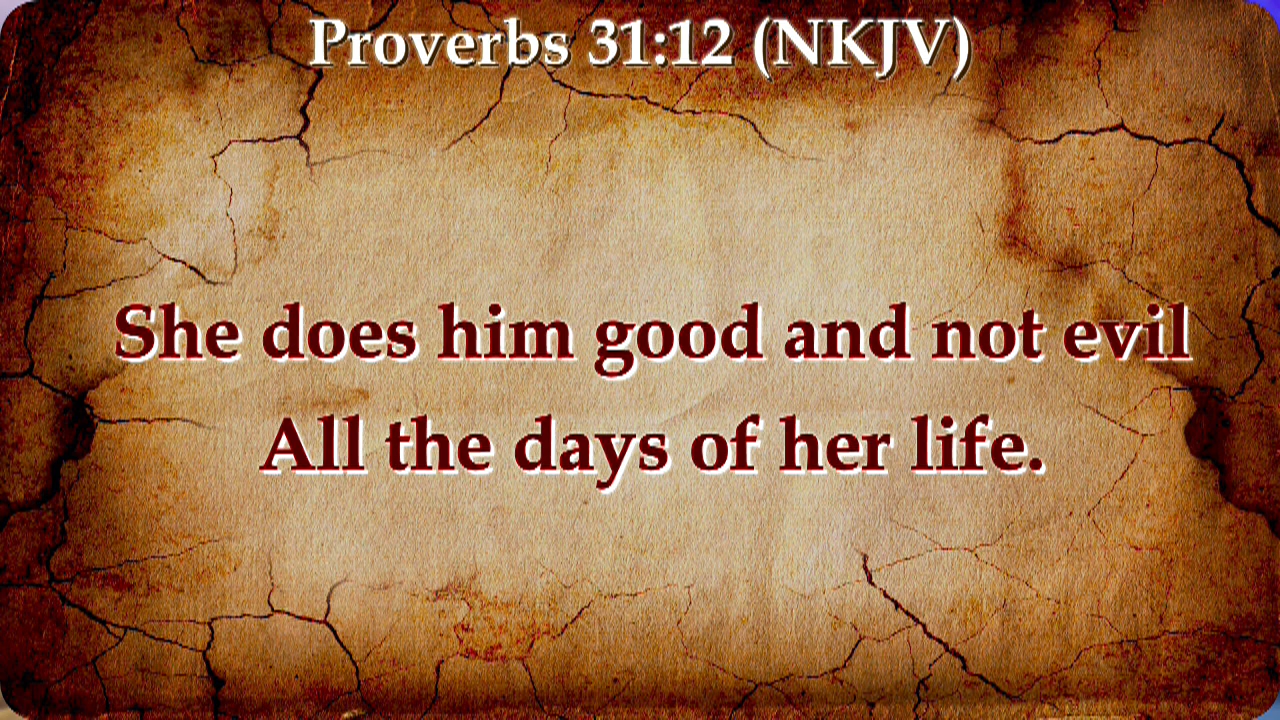 Proverbs 31:12 (NKJV)
She does him good and not evil
All the days of her life.